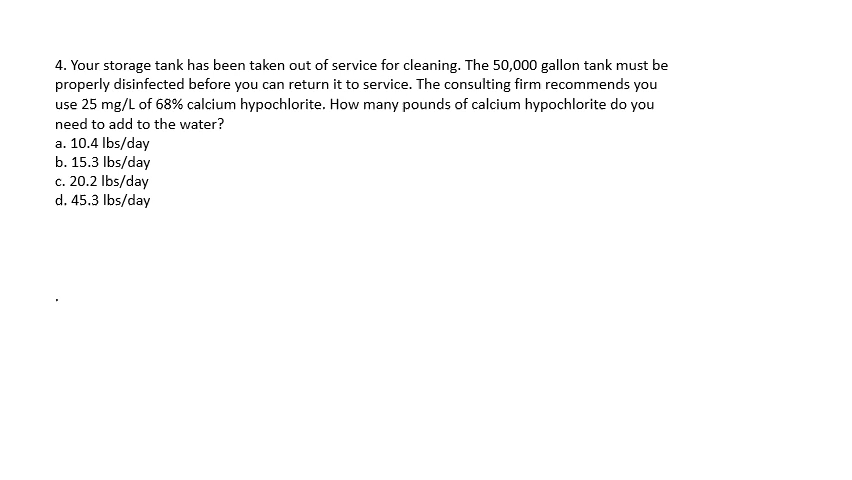 4. Your storage tank has been taken out of service for cleaning. The 50,000 gallon tank must be
properly disinfected before you can return it to service. The consulting firm recommends you
use 25 mg/L of 68% calcium hypochlorite. How many pounds of calcium hypochlorite do you
need to add to the water?
a. 10.4 lbs/day
b. 15.3 lbs/day
c. 20.2 lbs/day
d. 45.3 lbs/day
.